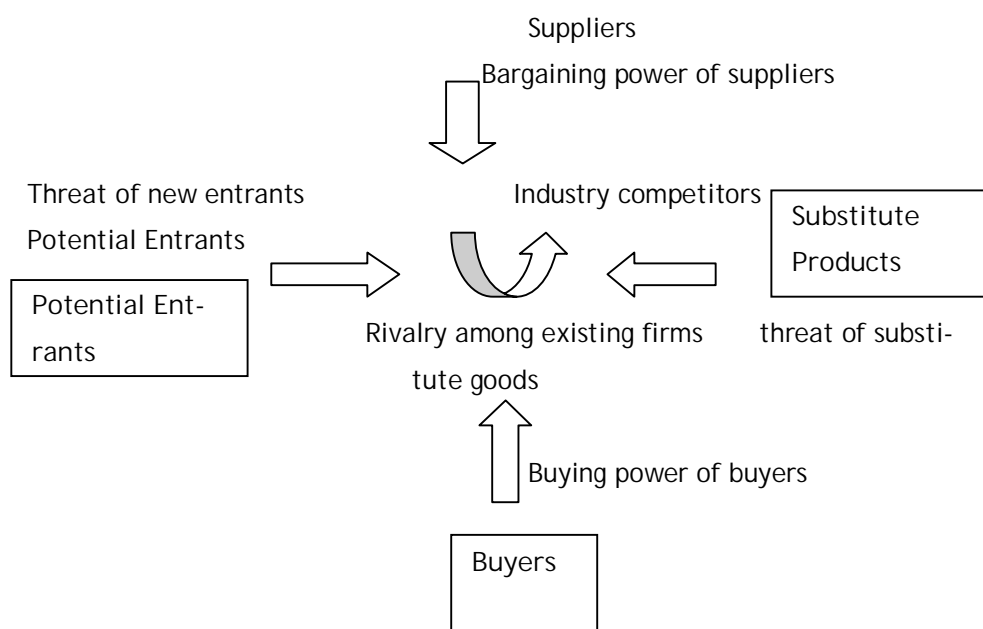 Suppliers
Bargaining power of suppliers
Threat of new entrants
Industry competitors
Potential Entrants
Substitute
Products
Potential Ent-
rants
Rivalry among existing firms
threat of substi-
tute goods
Buying power of buyers
Buyers